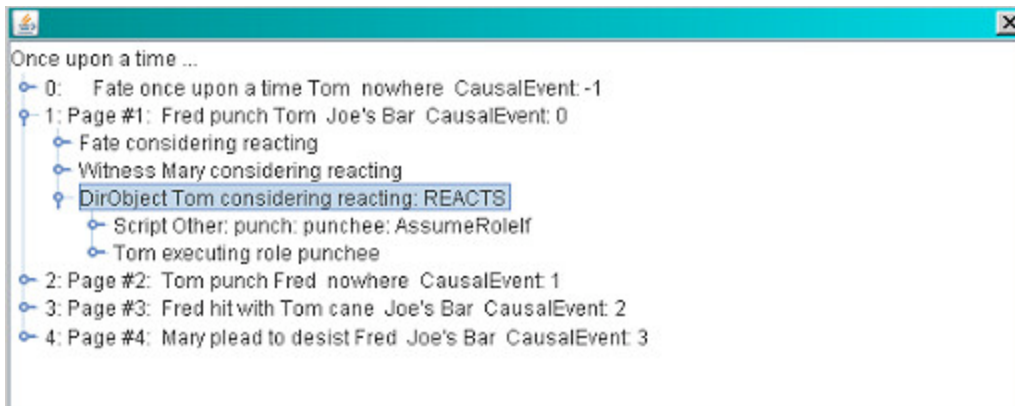 Once upon a time ...
0: Fate once upon a time Tom nowhere CausalEvent: -1
1: Page #1: Fred punch Tom Joe's Bar CausalEvent: 0
Fate considering reacting
Witness Mary considering reacting
DirObject Tom considering reacting: REACTS
Script Other: punch: punchee: AssumeRoleIf
Tom executing role punchee
2: Page #2: Tom punch Fred nowhere CausalEvent: 1
3: Page #3: Fred hit with Tom cane Joe's Bar CausalEvent: 2
4: Page #4: Mary plead to desist Fred Joe's Bar CausalEvent: 3